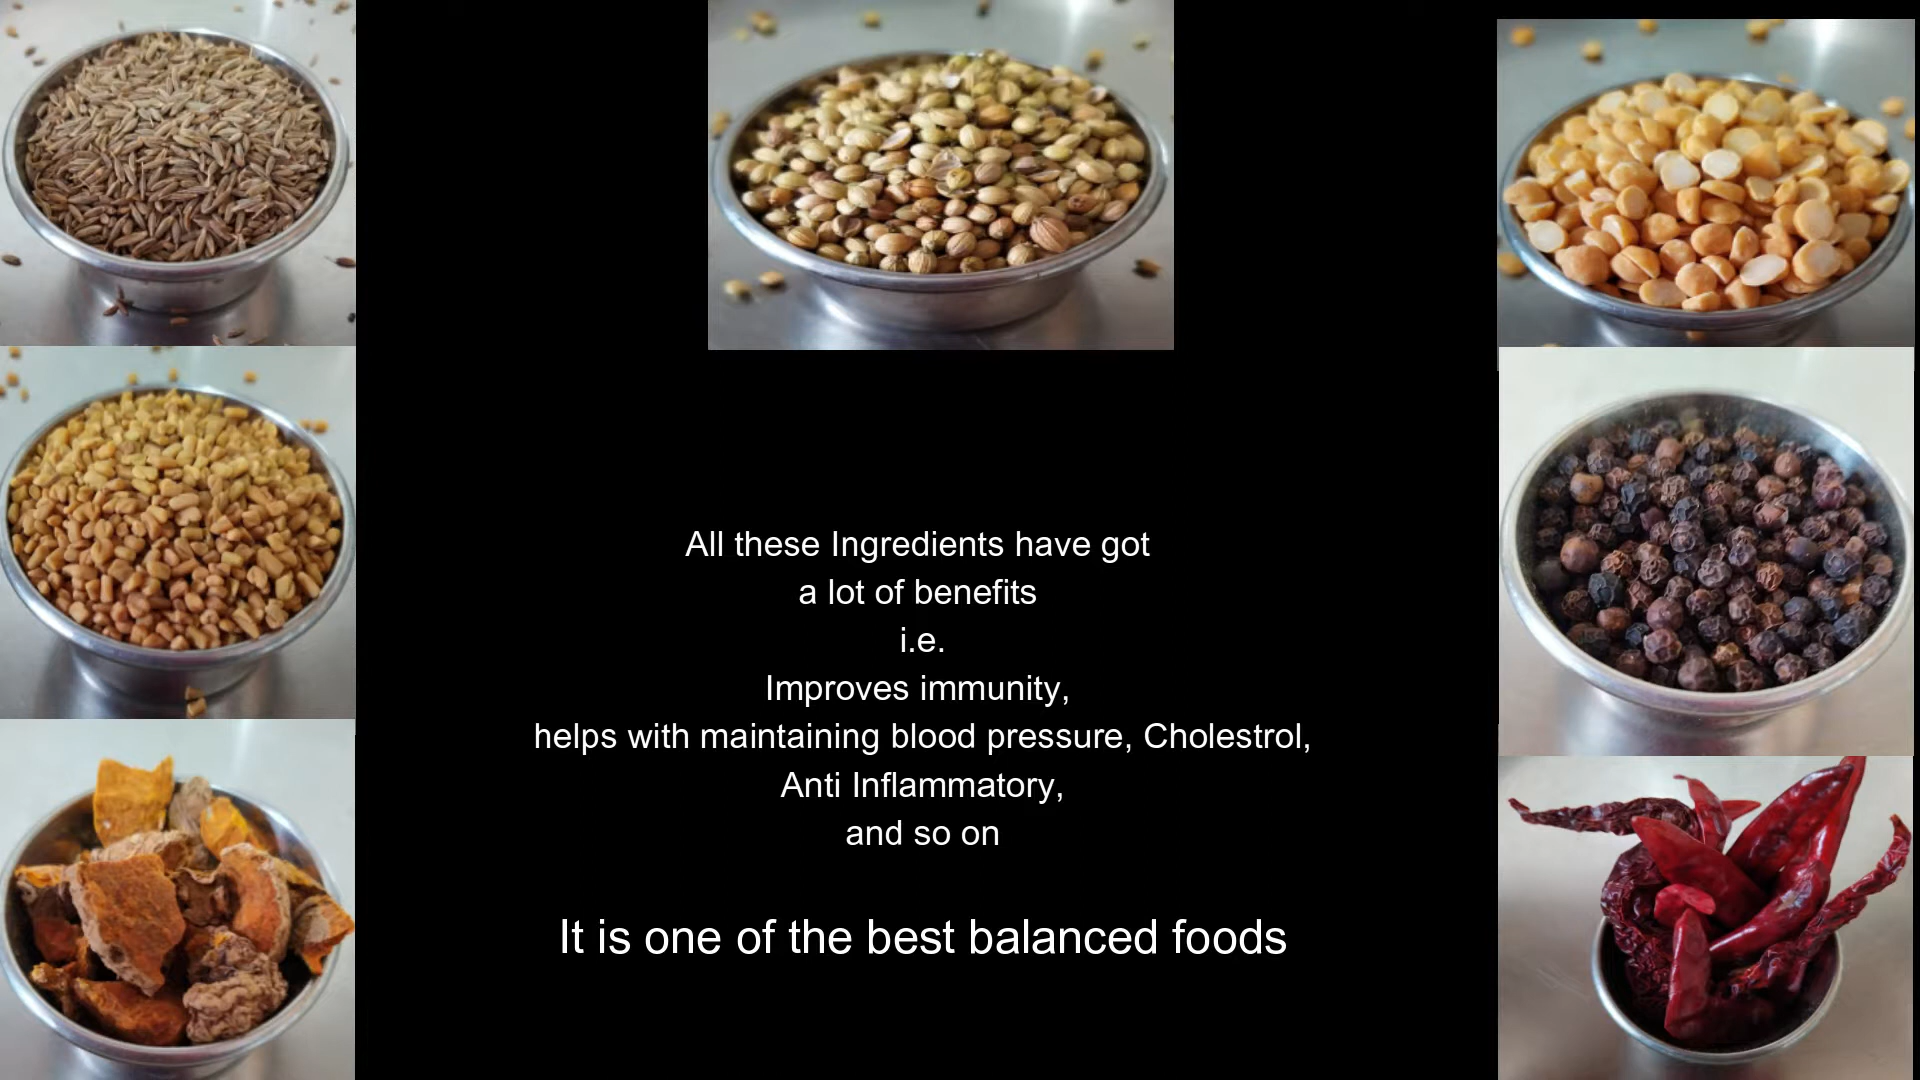 All these Ingredients have got
a lot of benefits
i.e.
Improves immunity,
helps with maintaining blood pressure, Cholestrol,
Anti Inflammatory,
and so on
It is one of the best balanced foods